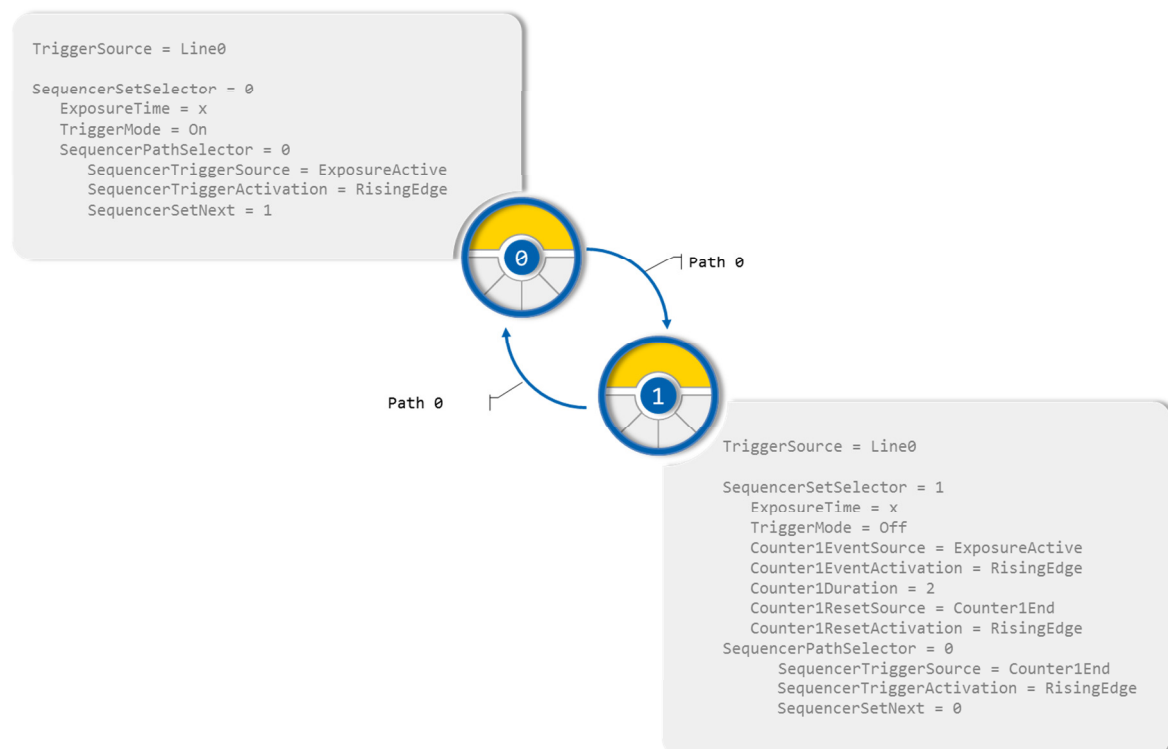 TriggerSource = Line0
SequencerSetSelector = 0
ExposureTime = x
TriggerMode = On
SequencerPathSelector = 0
SequencerTriggerSource = ExposureActive
SequencerTriggerActivation = RisingEdge
SequencerSetNext = 1
0
Path 0
Path 0
1
TriggerSource = Line0
SequencerSetSelector = 1
ExposureTime = x
TriggerMode = Off
Counter1EventSource = ExposureActive
Counter1EventActivation = RisingEdge
Counter1Duration = 2
Counter1ResetSource = Counter1End
Counter1ResetActivation = RisingEdge
SequencerPathSelector = 0
SequencerTriggerSource = Counter1End
SequencerTriggerActivation = RisingEdge
SequencerSetNext = 0